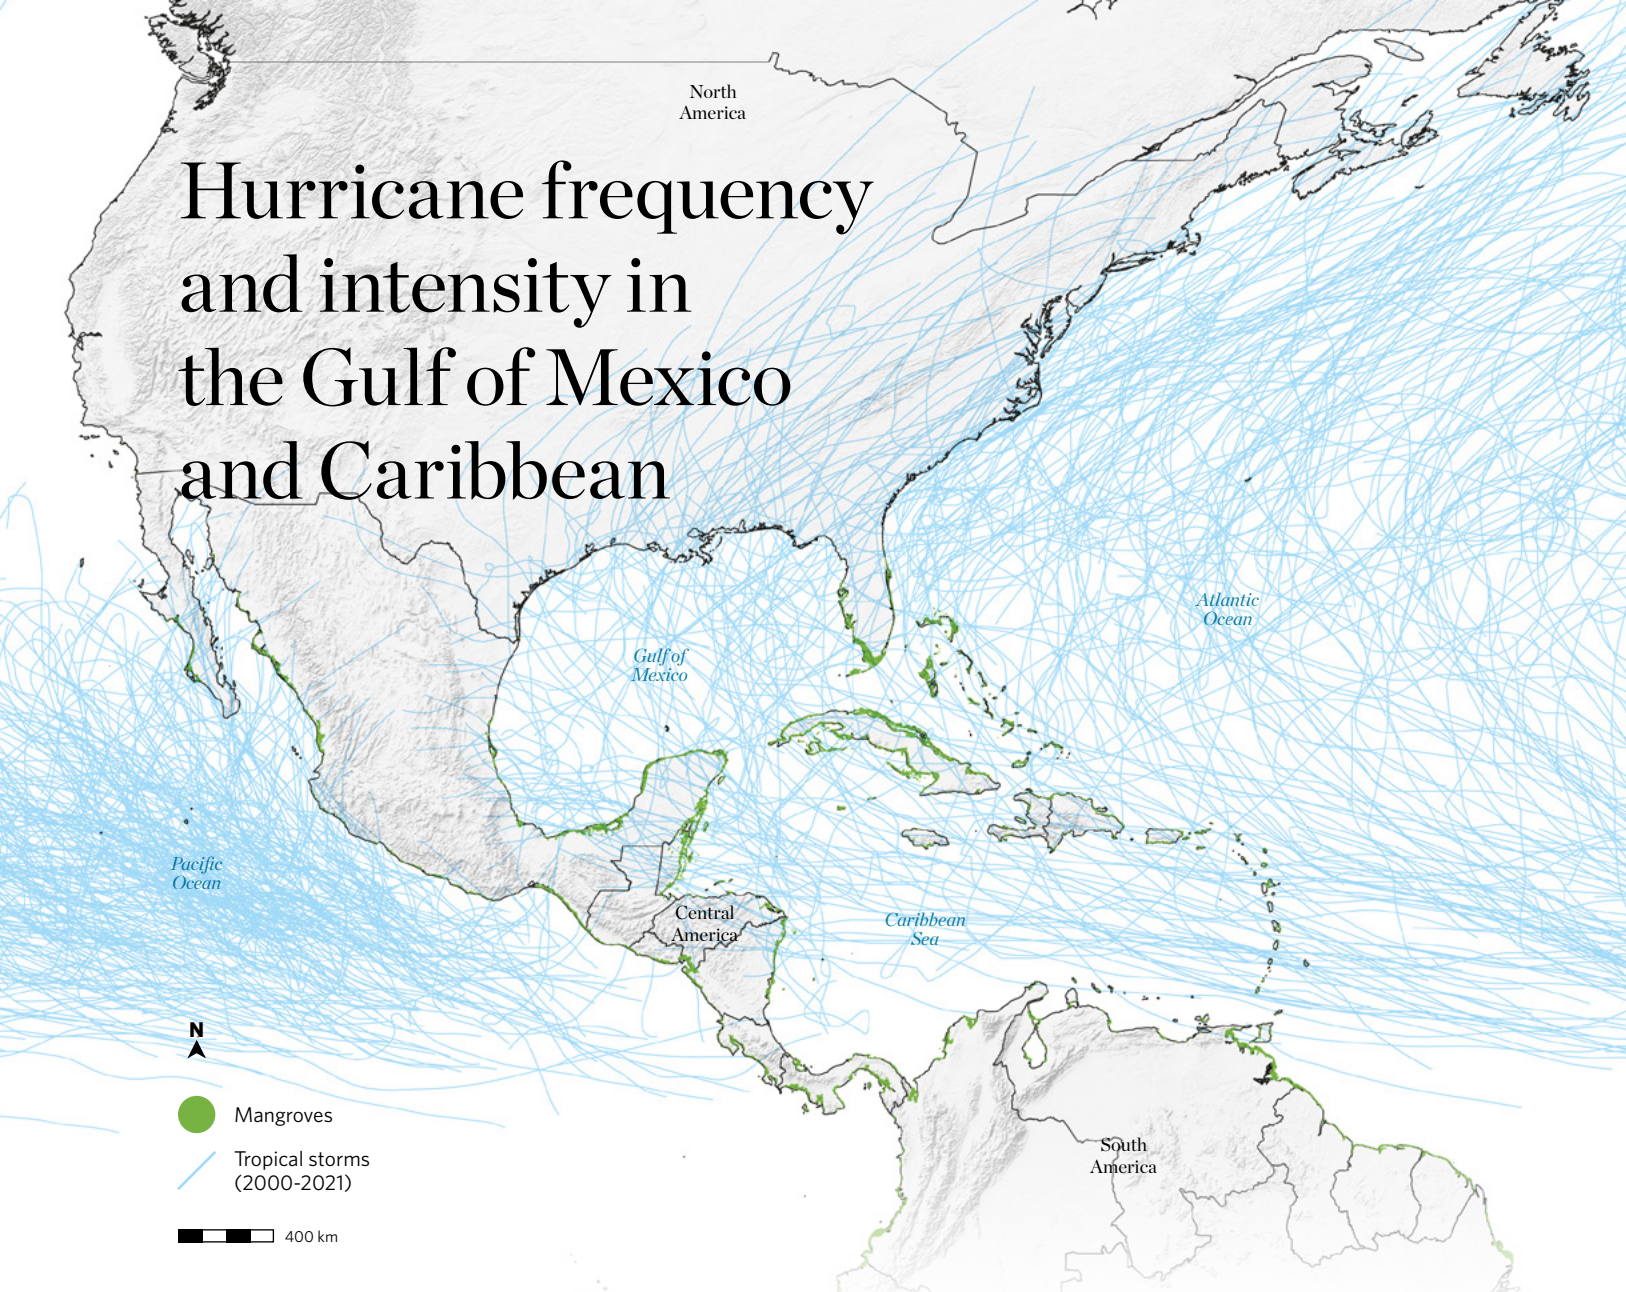 North
America
Hurricane frequency
and intensity in
the Gulf of Mexico
and Caribbean
Atlantic
Ocean
Gulf of
Mexico
Pacific
Ocean
Central
America
Caribbean
Sea
N
Mangroves
Tropical storms
(2000-2021)
South
America
400 km